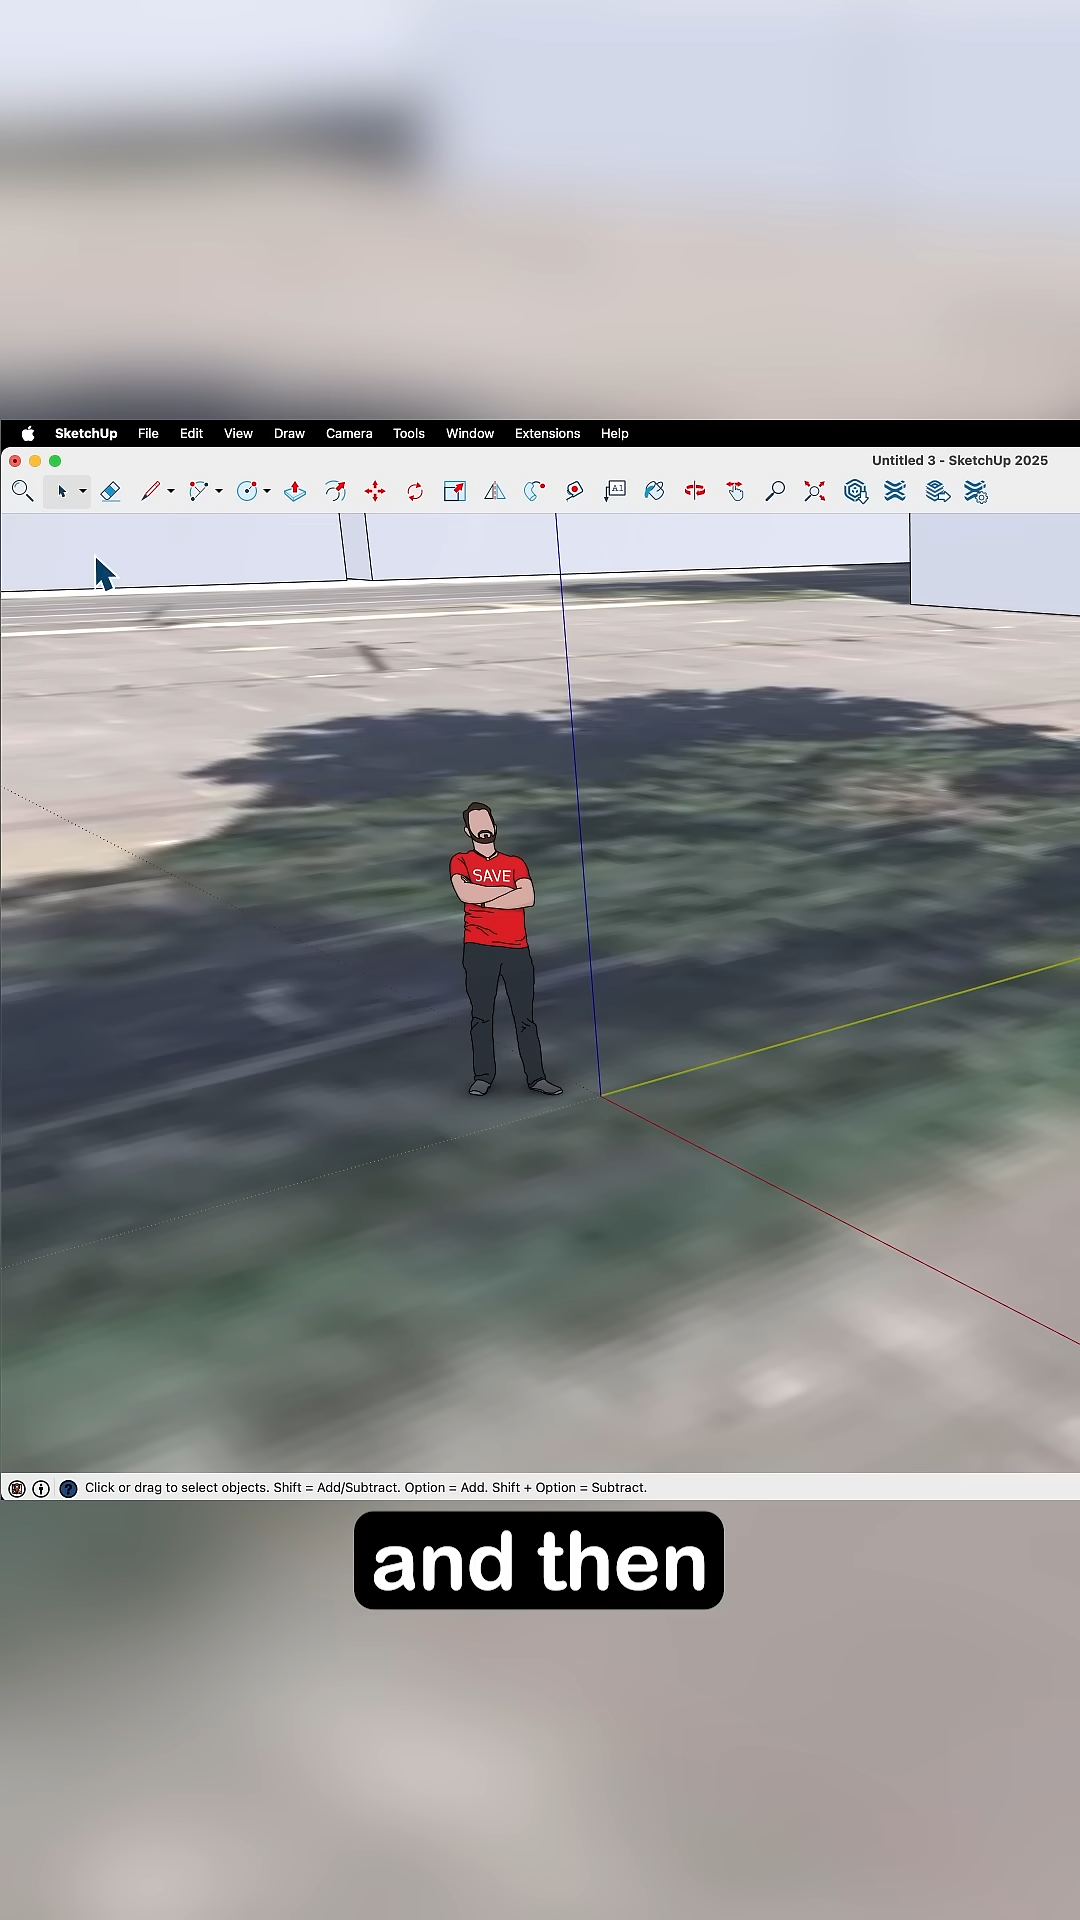 SketchUp File Edit View Draw Camera Tools Window Extensions Help
Untitled 3 - SketchUp 2025
A1
SAVE
Click or drag to select objects. Shift = Add/Subtract. Option = Add. Shift + Option = Subtract.
and then